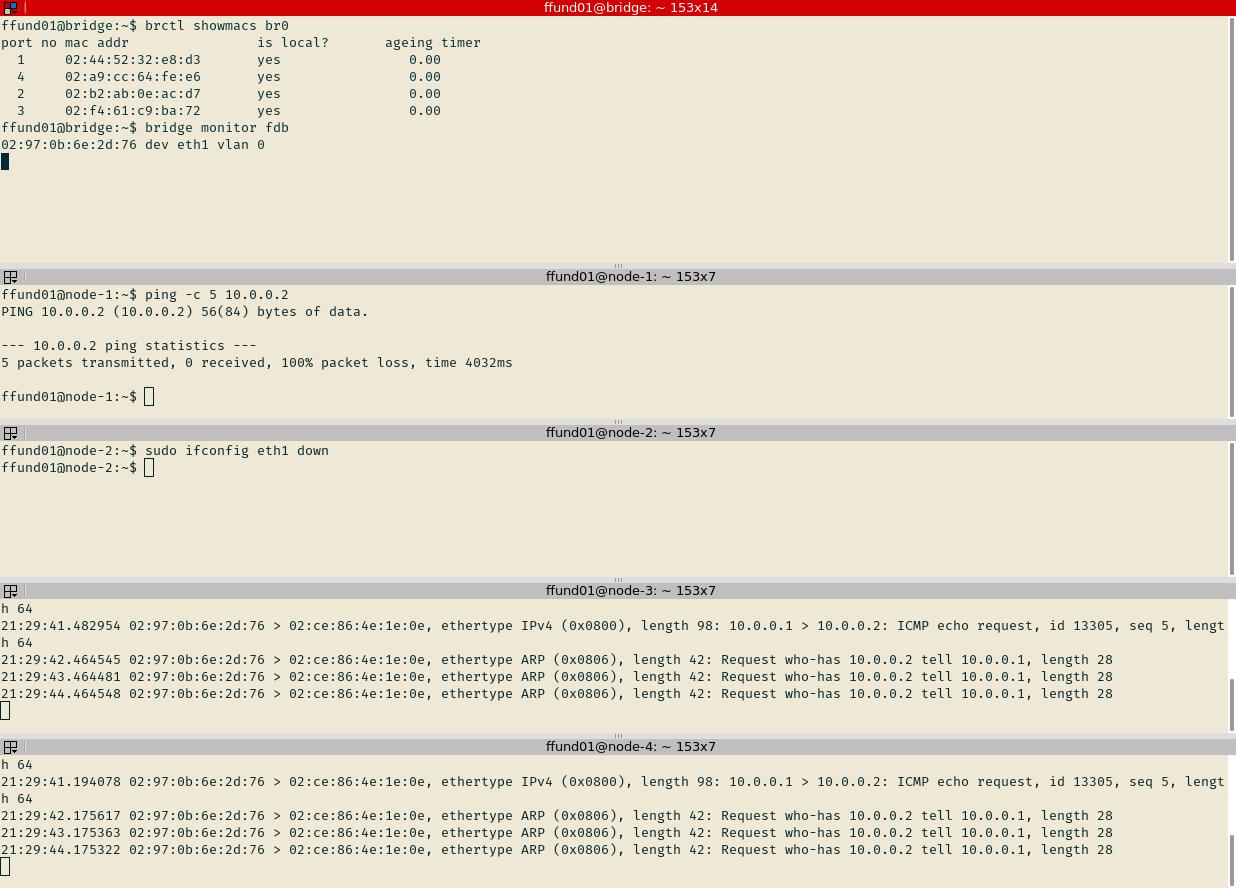 ffund01@bridge: ~ 153x14
ffund01@bridge:~$ brctl showmacs br0
port no mac addr                is local?       ageing timer
  1     02:44:52:32:e8:d3       yes                0.00
  4     02:a9:cc:64:fe:e6       yes                0.00
  2     02:b2:ab:0e:ac:d7       yes                0.00
  3     02:f4:61:c9:ba:72       yes                0.00
ffund01@bridge:~$ bridge monitor fdb
02:97:0b:6e:2d:76 dev eth1 vlan 0
ffund01@node-1: ~ 153x7
ffund01@node-1:~$ ping -c 5 10.0.0.2
PING 10.0.0.2 (10.0.0.2) 56(84) bytes of data.
--- 10.0.0.2 ping statistics ---
5 packets transmitted, 0 received, 100% packet loss, time 4032ms
ffund01@node-1:~$
ffund01@node-2: ~ 153x7
ffund01@node-2:~$ sudo ifconfig eth1 down
ffund01@node-2:~$
ffund01@node-3: ~ 153x7
h 64
21:29:41.482954 02:97:0b:6e:2d:76 > 02:ce:86:4e:1e:0e, ethertype IPv4 (0x0800), length 98: 10.0.0.1 > 10.0.0.2: ICMP echo request, id 13305, seq 5, lengt
h 64
21:29:42.464545 02:97:0b:6e:2d:76 > 02:ce:86:4e:1e:0e, ethertype ARP (0x0806), length 42: Request who-has 10.0.0.2 tell 10.0.0.1, length 28
21:29:43.464481 02:97:0b:6e:2d:76 > 02:ce:86:4e:1e:0e, ethertype ARP (0x0806), length 42: Request who-has 10.0.0.2 tell 10.0.0.1, length 28
21:29:44.464548 02:97:0b:6e:2d:76 > 02:ce:86:4e:1e:0e, ethertype ARP (0x0806), length 42: Request who-has 10.0.0.2 tell 10.0.0.1, length 28
ffund01@node-4: ~ 153x7
h 64
21:29:41.194078 02:97:0b:6e:2d:76 > 02:ce:86:4e:1e:0e, ethertype IPv4 (0x0800), length 98: 10.0.0.1 > 10.0.0.2: ICMP echo request, id 13305, seq 5, lengt
h 64
21:29:42.175617 02:97:0b:6e:2d:76 > 02:ce:86:4e:1e:0e, ethertype ARP (0x0806), length 42: Request who-has 10.0.0.2 tell 10.0.0.1, length 28
21:29:43.175363 02:97:0b:6e:2d:76 > 02:ce:86:4e:1e:0e, ethertype ARP (0x0806), length 42: Request who-has 10.0.0.2 tell 10.0.0.1, length 28
21:29:44.175322 02:97:0b:6e:2d:76 > 02:ce:86:4e:1e:0e, ethertype ARP (0x0806), length 42: Request who-has 10.0.0.2 tell 10.0.0.1, length 28